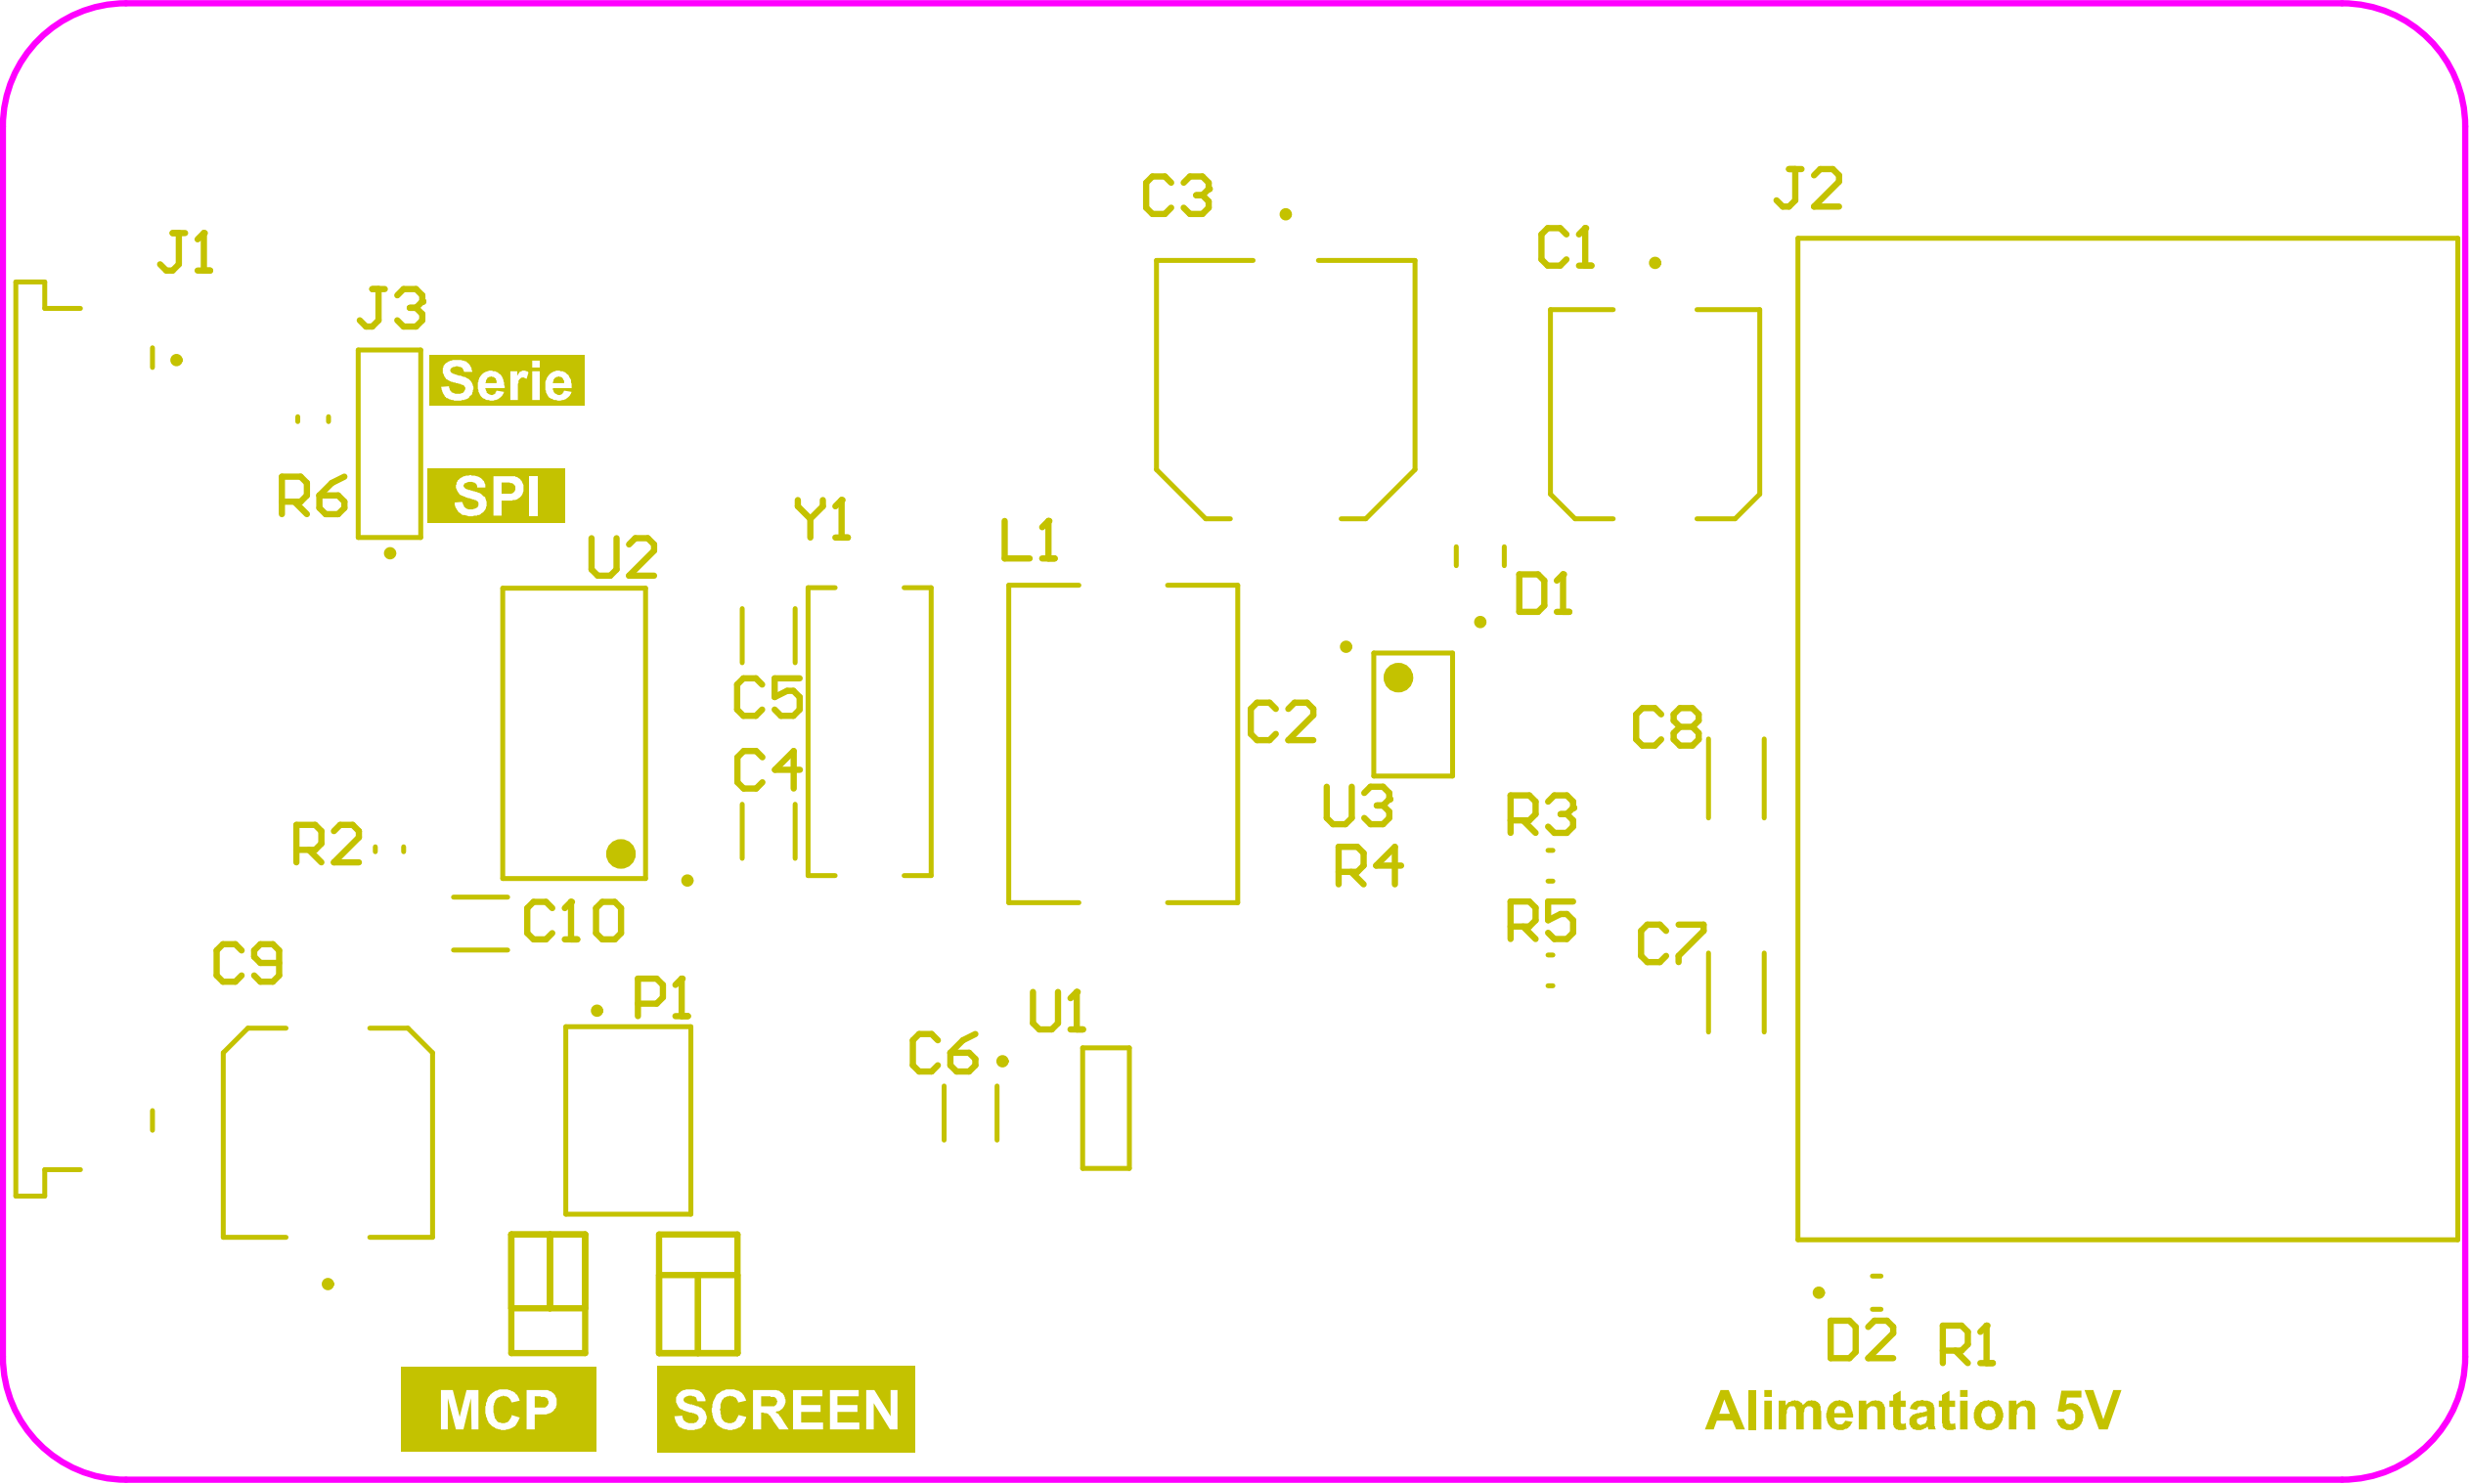 J2
C3
C1
J1
J3
Serie
R6
SPI
Y1
U2
L1
D1
C5
C2
C8
C4
U3
R3
R2
R4
C10
R5
C9
C7
P1
U1
C6
D2
R1
MCP
SCREEN
Alimentation 5V